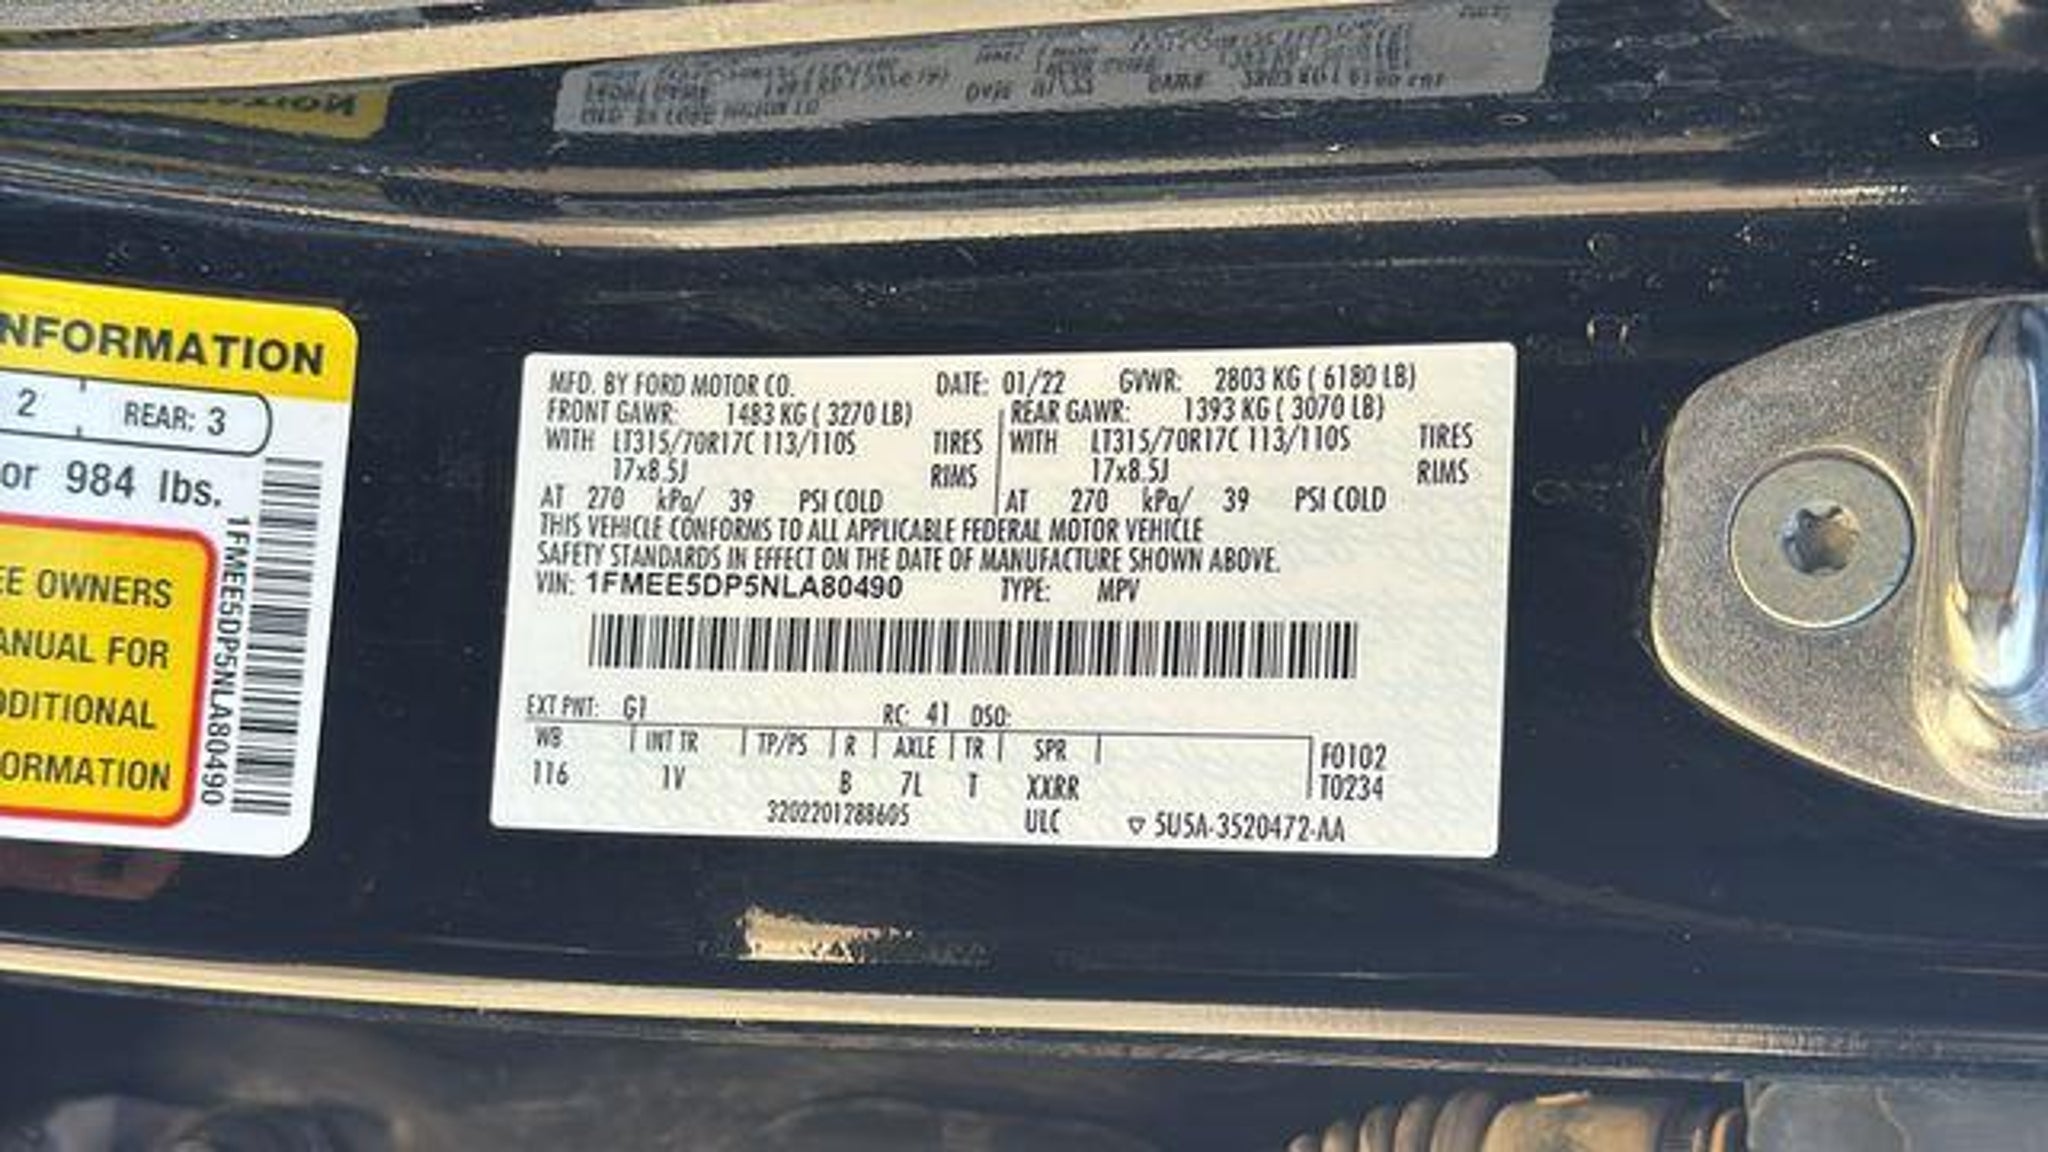 NFORMATION
2 REAR: 3
or 984 lbs.
EE OWNERS
ANUAL FOR
DDITIONAL
ORMATION
1FMEE5DP5NLA80490
MFD. BY FORD MOTOR CO. DATE: 01/22 GVWR: 2803 KG ( 6180 LB)
FRONT GAWR: 1483 KG ( 3270 LB) REAR GAWR: 1393 KG ( 3070 LB)
WITH LT315/70R17C 113/110S TIRES WITH LT315/70R17C 113/110S TIRES
17x8.5J RIMS 17x8.5J RIMS
AT 270 kPa/ 39 PSI COLD AT 270 kPa/ 39 PSI COLD
THIS VEHICLE CONFORMS TO ALL APPLICABLE FEDERAL MOTOR VEHICLE
SAFETY STANDARDS IN EFFECT ON THE DATE OF MANUFACTURE SHOWN ABOVE.
VIN: 1FMEE5DP5NLA80490 TYPE: MPV
EXT PNT: G1 RC: 41 DSO:
WB INT TR TP/PS R AXLE TR SPR F0102
116 1V B 7L T XXRR T0234
3202201288605 ULC ▽ 5U5A-3520472-AA